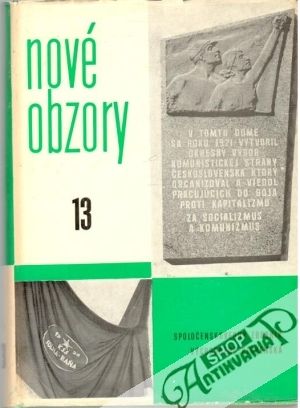 nové
obzory
13
V TOMTO DOME
SA ROKU 1921 VYTVORIL
OKRESNÝ VÝBOR
KOMUNISTICKEJ STRANY
ČESKOSLOVENSKA KTORÝ
ORGANIZOVAL A VIEDOL
PRACUJÚCICH DO BOJA
PROTI KAPITALIZMU
ZA SOCIALIZMUS
A KOMUNIZMUS
SPOLOČENSKOVEDNÝ
SHOP
ANTIKVARIÁT